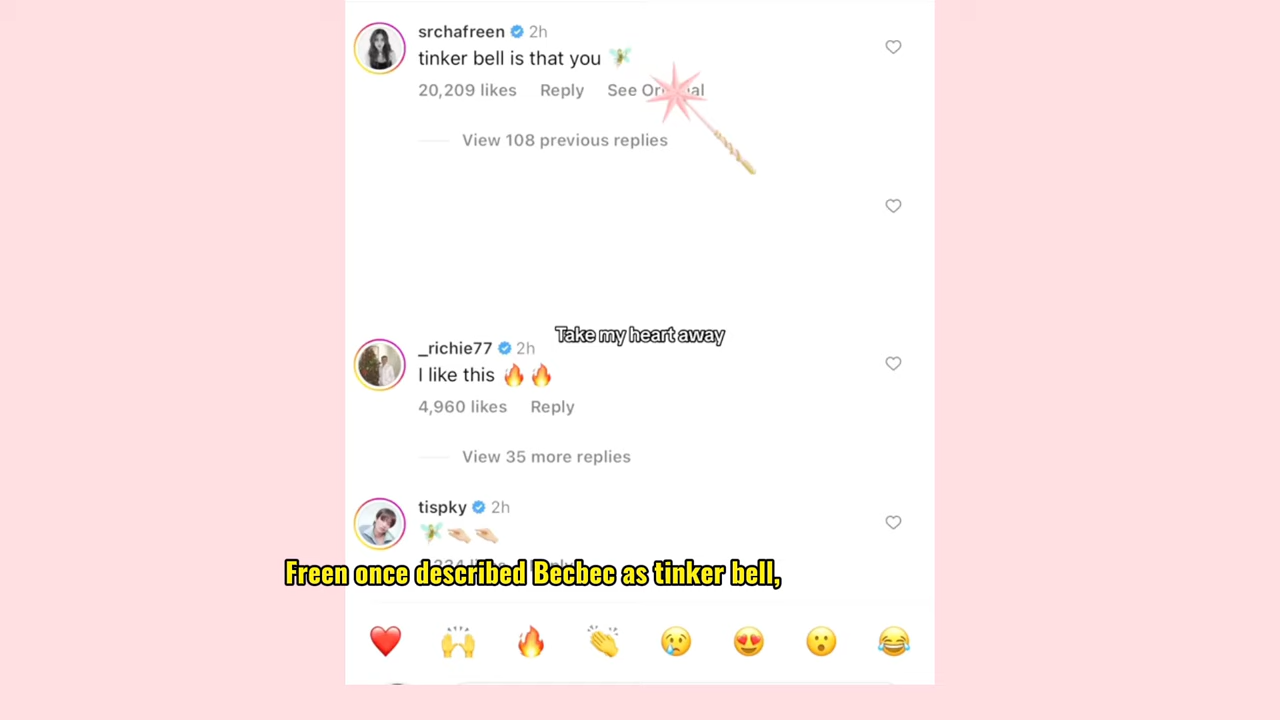 srchafreen 2h
tinker bell is that you 🧚
20,209 likes Reply See
View 108 previous replies
Take my heart away
_richie77 2h
I like this 🔥🔥
4,960 likes Reply
View 35 more replies
tispky 2h
Freen once described Becbec as tinker bell,